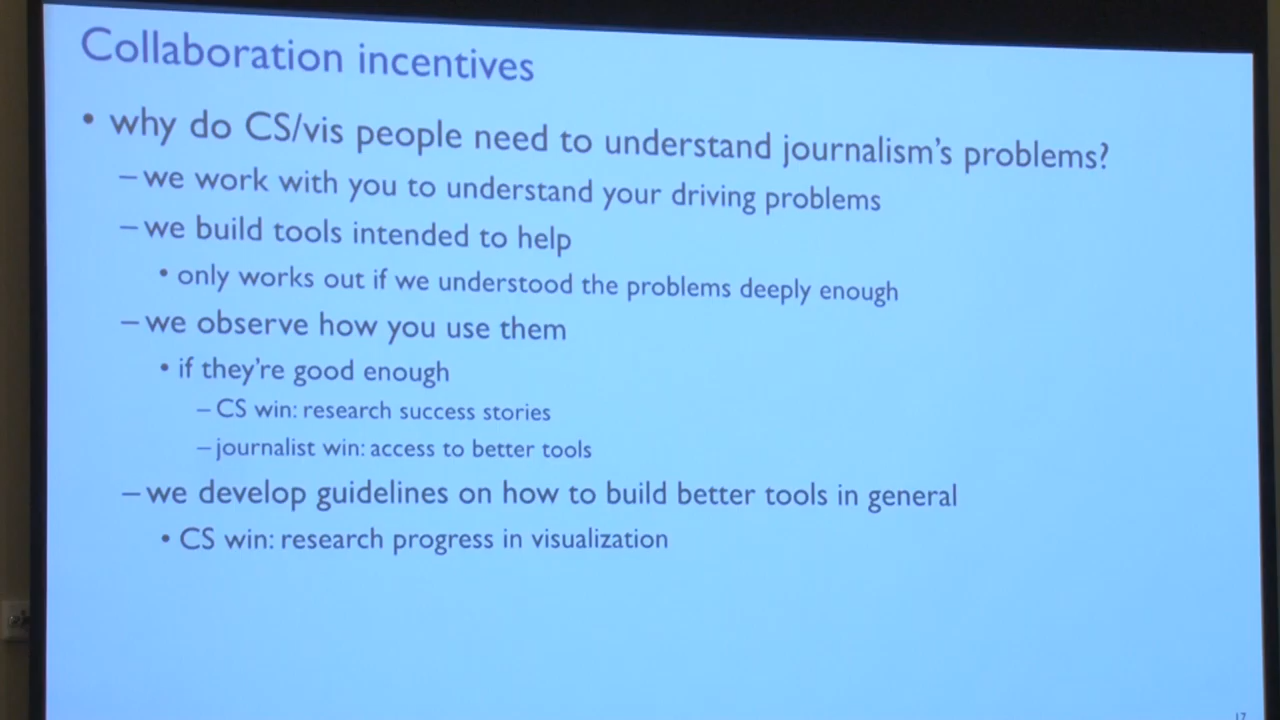 Collaboration incentives
• why do CS/vis people need to understand journalism's problems?
– we work with you to understand your driving problems
– we build tools intended to help
• only works out if we understood the problems deeply enough
– we observe how you use them
• if they're good enough
– CS win: research success stories
– journalist win: access to better tools
– we develop guidelines on how to build better tools in general
• CS win: research progress in visualization
17